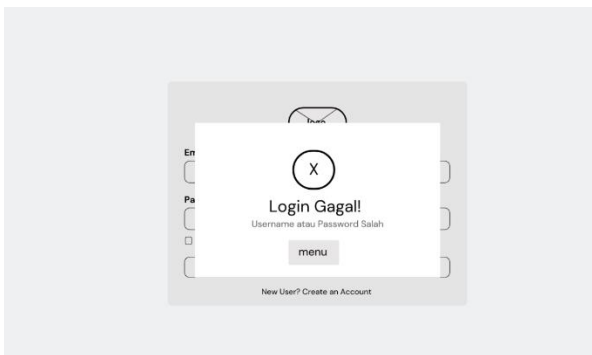 logo
Em
Pa
X
Login Gagal!
Username atau Password Salah
menu
New User? Create an Account